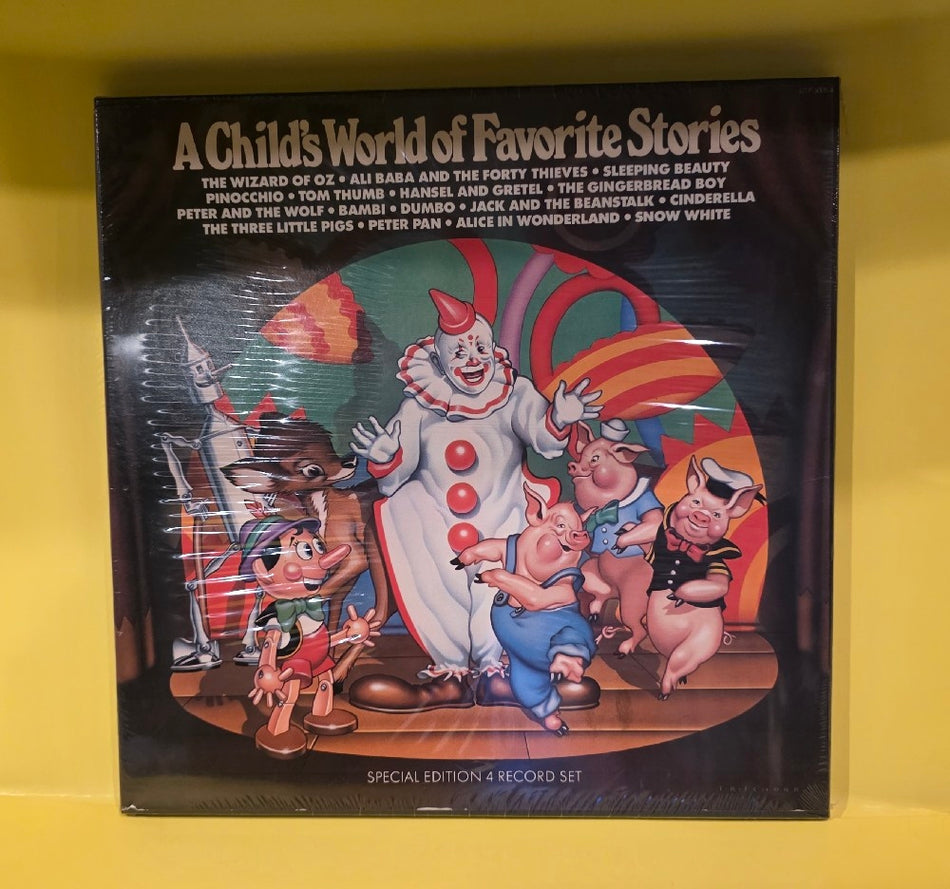 A Child's World of Favorite Stories
THE WIZARD OF OZ • ALI BABA AND THE FORTY THIEVES • SLEEPING BEAUTY
PINOCCHIO • TOM THUMB • HANSEL AND GRETEL • THE GINGERBREAD BOY
PETER AND THE WOLF • BAMBI • DUMBO • JACK AND THE BEANSTALK • CINDERELLA
THE THREE LITTLE PIGS • PETER PAN • ALICE IN WONDERLAND • SNOW WHITE
SPECIAL EDITION 4 RECORD SET